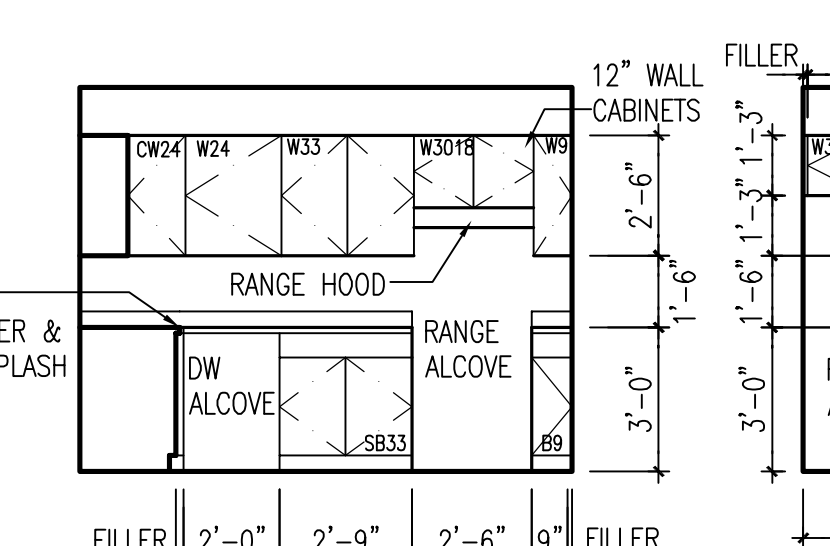 FILLER
12” WALL
CABINETS
CW24
W24
W33
W3018
W9
2’-6”
1’-3”
1’-3”
RANGE HOOD
1’-6”
1’-6”
ER &
PLASH
RANGE
ALCOVE
DW
ALCOVE
SB33
B9
3’-0”
3’-0”
FILLER
2’-0”
2’-9”
2’-6”
9”
FILLER